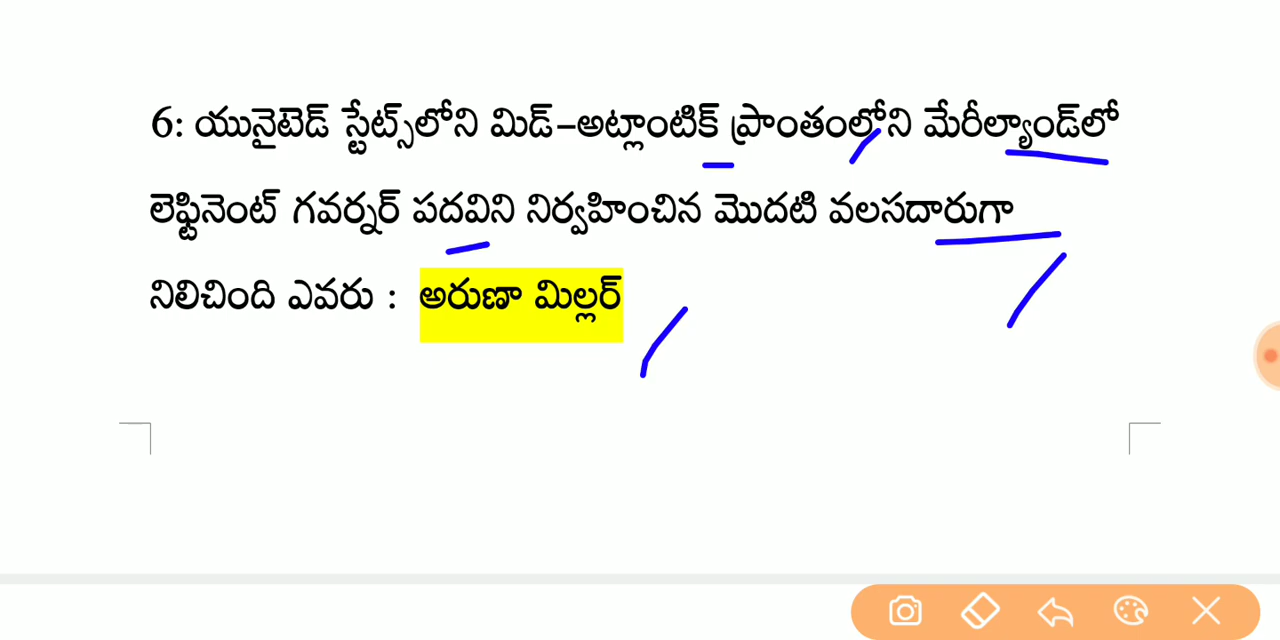 6: యునైటెడ్ స్టేట్స్‌లోని మిడ్-అట్లాంటిక్ ప్రాంతంలోని మేరీల్యాండ్‌లో
లెఫ్టినెంట్ గవర్నర్ పదవిని నిర్వహించిన మొదటి వలసదారుగా
నిలిచింది ఎవరు : అరుణా మిల్లర్